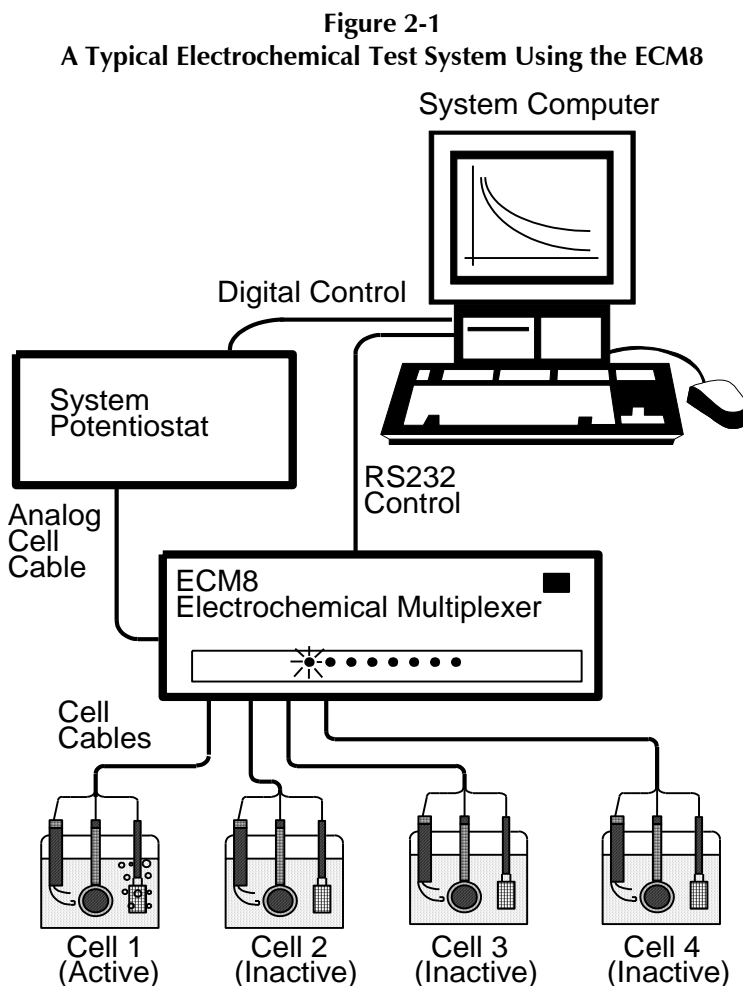 Figure 2-1
A Typical Electrochemical Test System Using the ECM8
System Computer
Digital Control
System
Potentiostat
RS232
Control
Analog
Cell
Cable
ECM8
Electrochemical Multiplexer
Cell
Cables
Cell 1
(Active)
Cell 2
(Inactive)
Cell 3
(Inactive)
Cell 4
(Inactive)